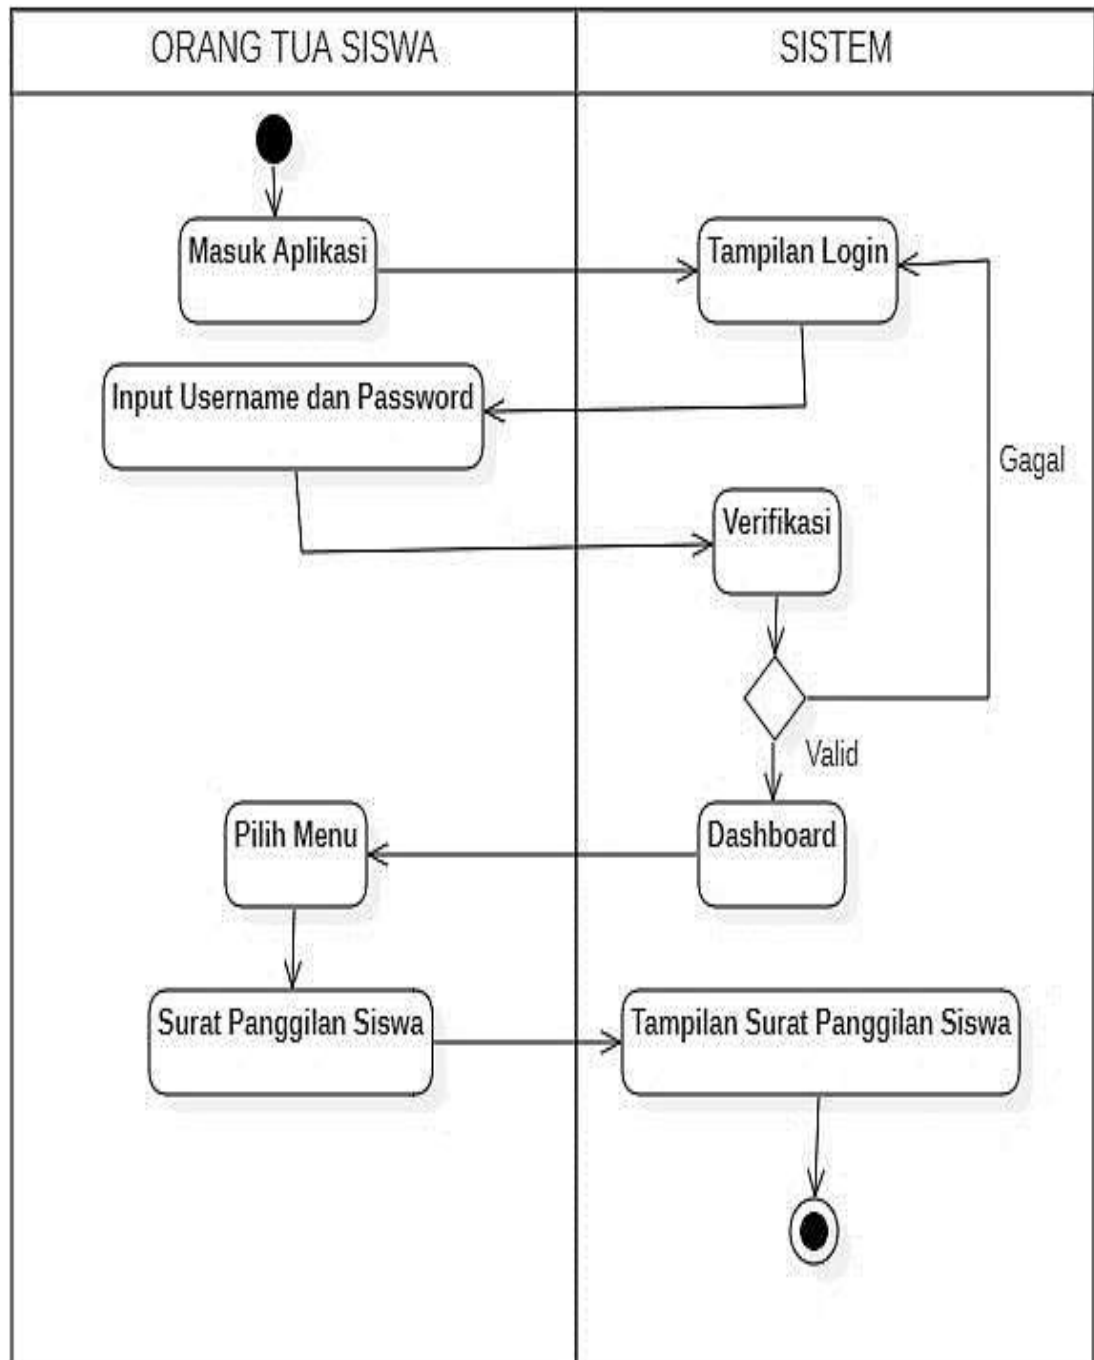 ORANG TUA SISWA
SISTEM
Masuk Aplikasi
Tampilan Login
Input Username dan Password
Gagal
Verifikasi
Valid
Pilih Menu
Dashboard
Surat Panggilan Siswa
Tampilan Surat Panggilan Siswa